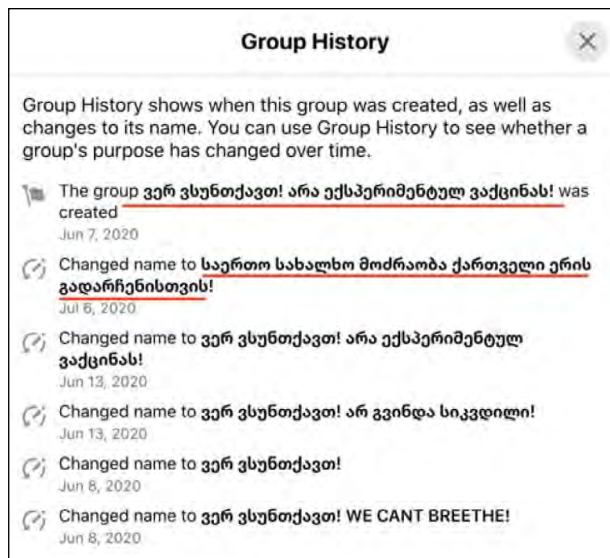 Group History
Group History shows when this group was created, as well as
changes to its name. You can use Group History to see whether a
group's purpose has changed over time.
The group ვერ ვსუნთქავთ! არა ექსპერიმენტულ ვაქცინას! was
created
Jun 7, 2020
Changed name to საერთო სახალხო მოძრაობა ქართველი ერის
გადარჩენისთვის!
Jul 6, 2020
Changed name to ვერ ვსუნთქავთ! არა ექსპერიმენტულ
ვაქცინას!
Jun 13, 2020
Changed name to ვერ ვსუნთქავთ! არ გვინდა სიკვდილი!
Jun 13, 2020
Changed name to ვერ ვსუნთქავთ!
Jun 8, 2020
Changed name to ვერ ვსუნთქავთ! WE CANT BREETHE!
Jun 8, 2020